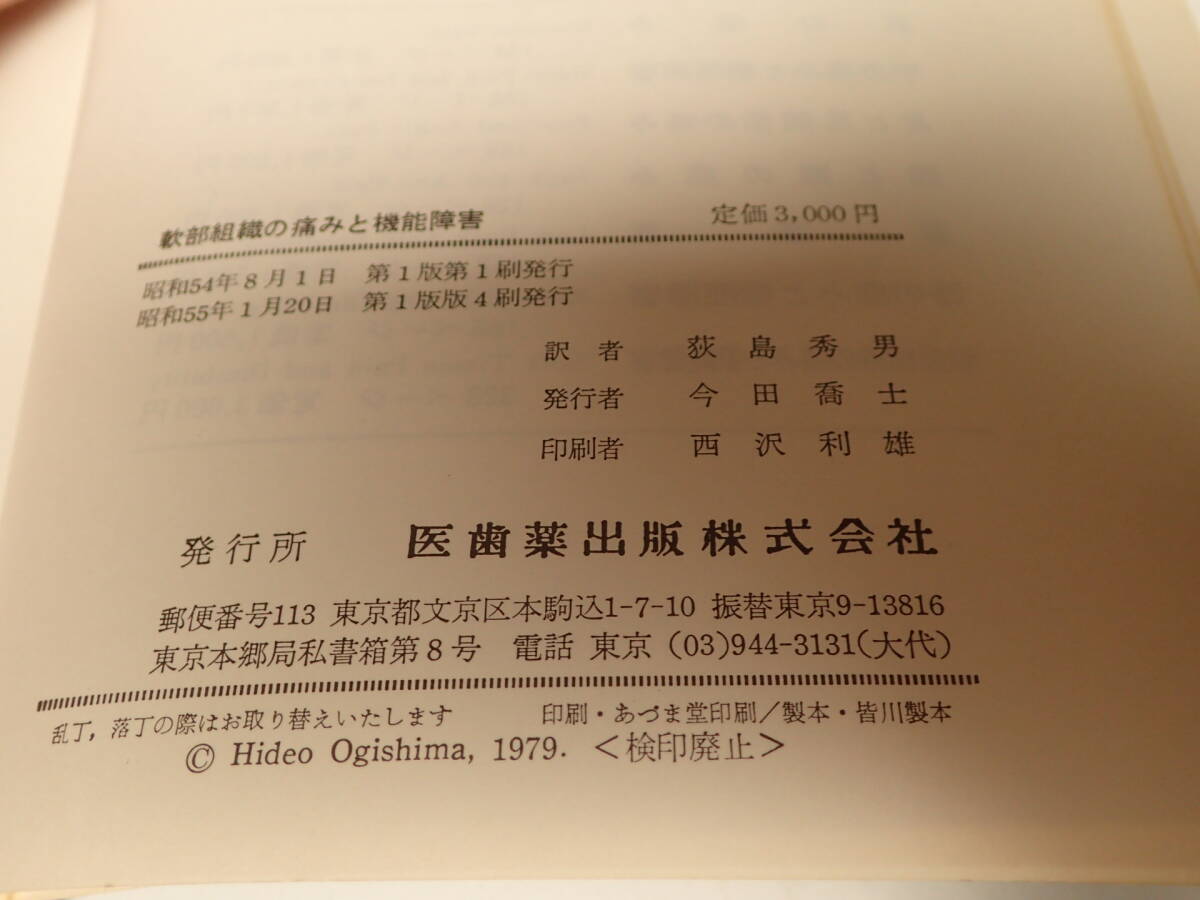 軟部組織の痛みと機能障害　定価3,000円
昭和54年8月1日　第1版第1刷発行
昭和55年1月20日　第1版版4刷発行
訳者　荻島秀男
発行者　今田喬士
印刷者　西沢利雄
発行所　医歯薬出版株式会社
郵便番号113 東京都文京区本駒込1-7-10 振替東京9-13816
東京本郷局私書箱第8号　電話 東京 (03)944-3131(大代)
乱丁，落丁の際はお取り替えいたします　印刷・あづま堂印刷／製本・皆川製本
© Hideo Ogishima, 1979. ＜検印廃止＞